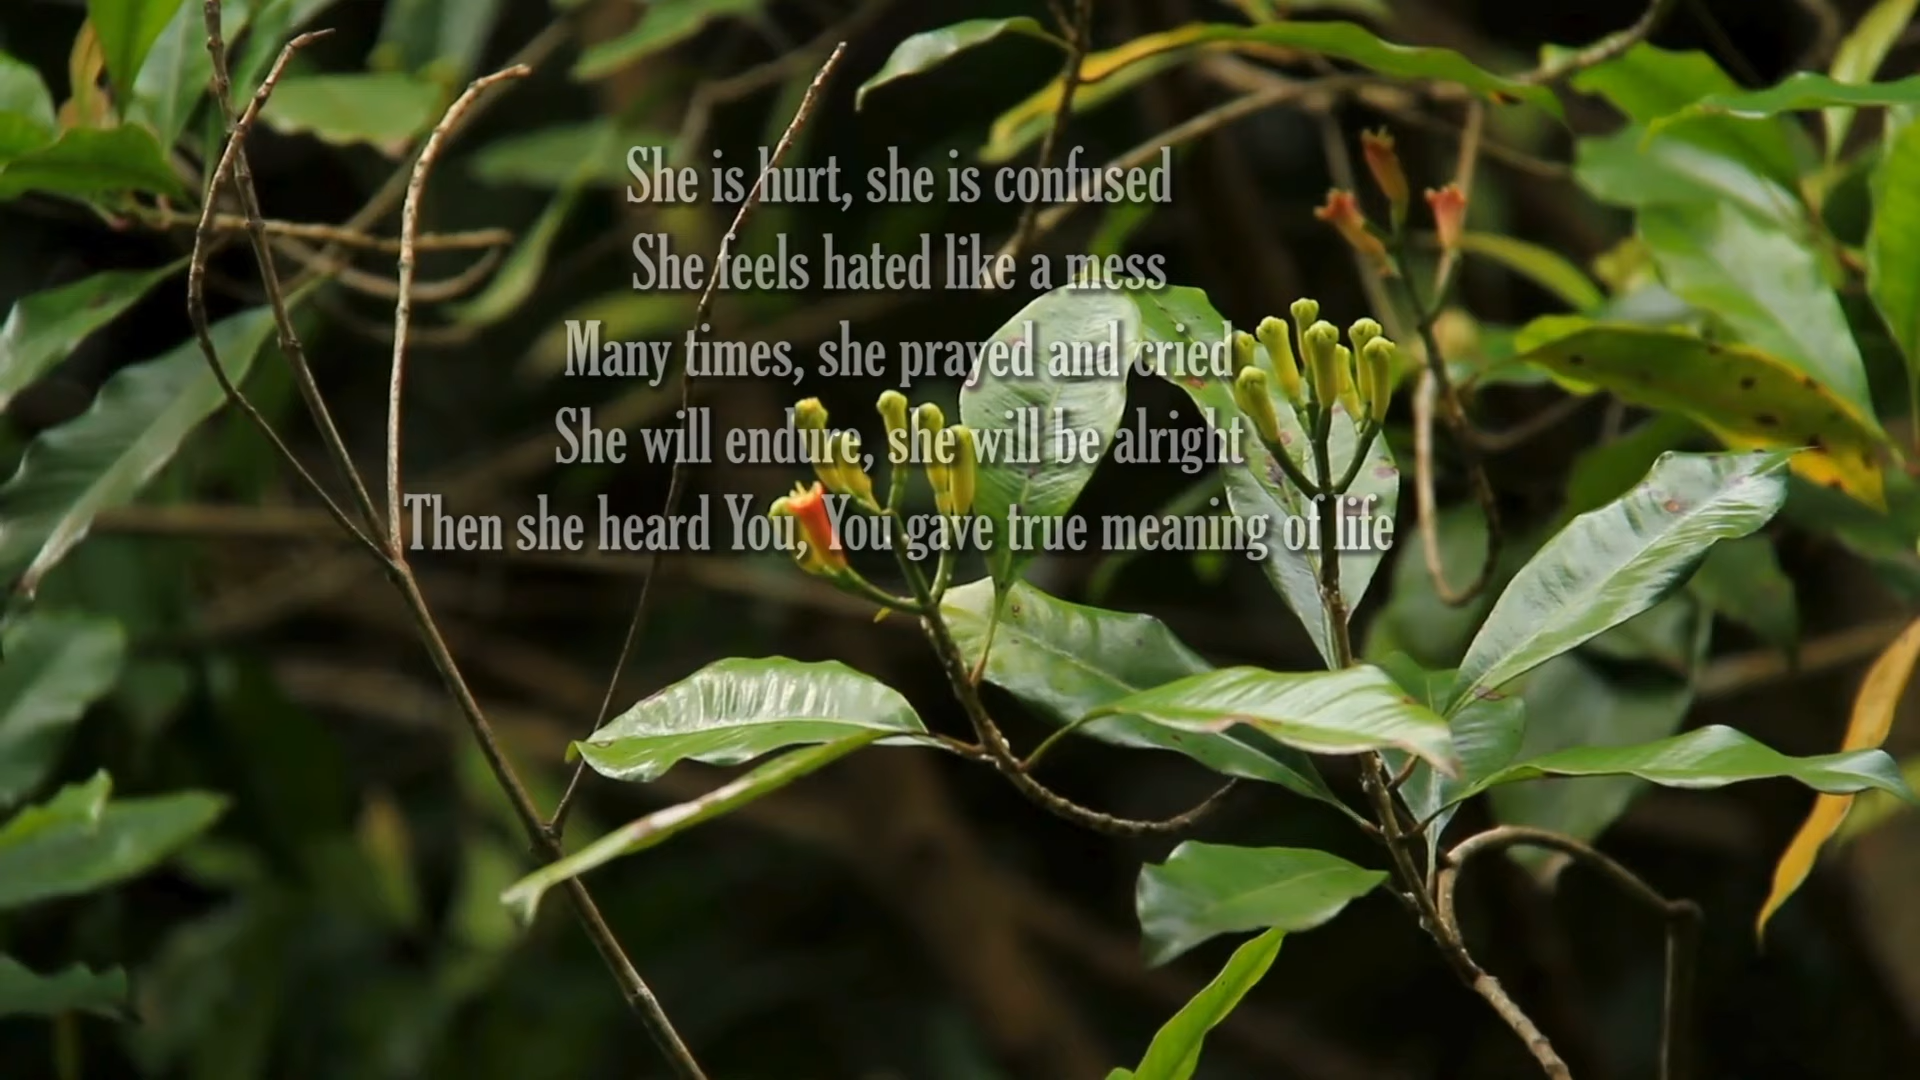 She is hurt, she is confused
She feels hated like a mess
Many times, she prayed and cried
She will endure, she will be alright
Then she heard You, You gave true meaning of life